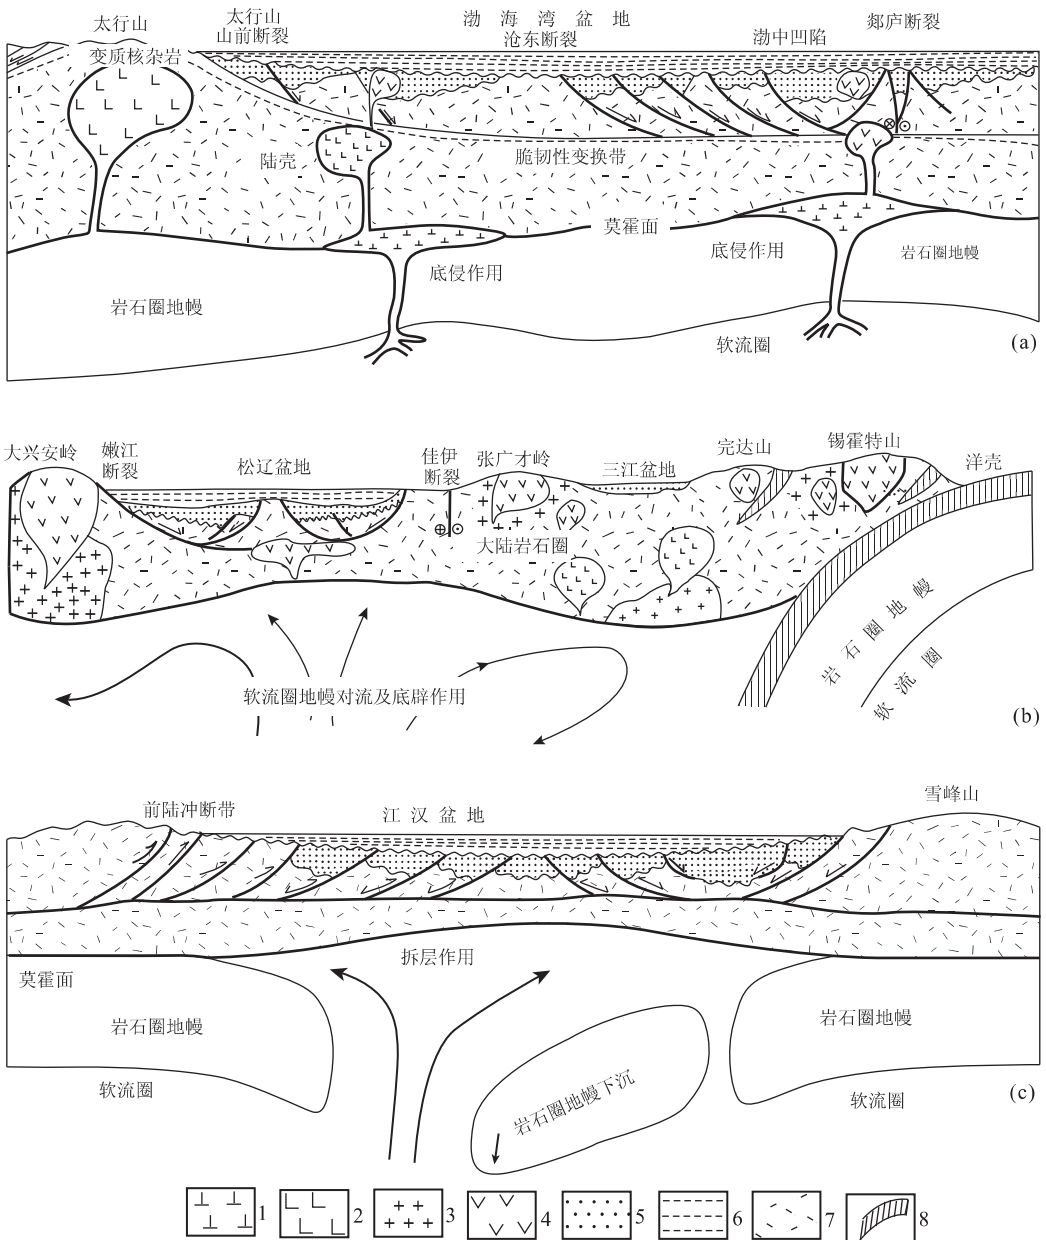 太行山
太行山
山前断裂
渤海湾盆地
沧东断裂
渤中凹陷
郯庐断裂
变质核杂岩
陆壳
脆韧性变换带
莫霍面
底侵作用
底侵作用
岩石圈地幔
岩石圈地幔
软流圈
(a)
大兴安岭
嫩江
断裂
松辽盆地
佳伊
断裂
张广才岭
三江盆地
完达山
锡霍特山
洋壳
大陆岩石圈
岩石圈地幔
软流圈
软流圈地幔对流及底辟作用
(b)
前陆冲断带
江汉盆地
雪峰山
拆层作用
莫霍面
岩石圈地幔
岩石圈地幔
软流圈
岩石圈地幔下沉
软流圈
(c)
1
2
3
4
5
6
7
8